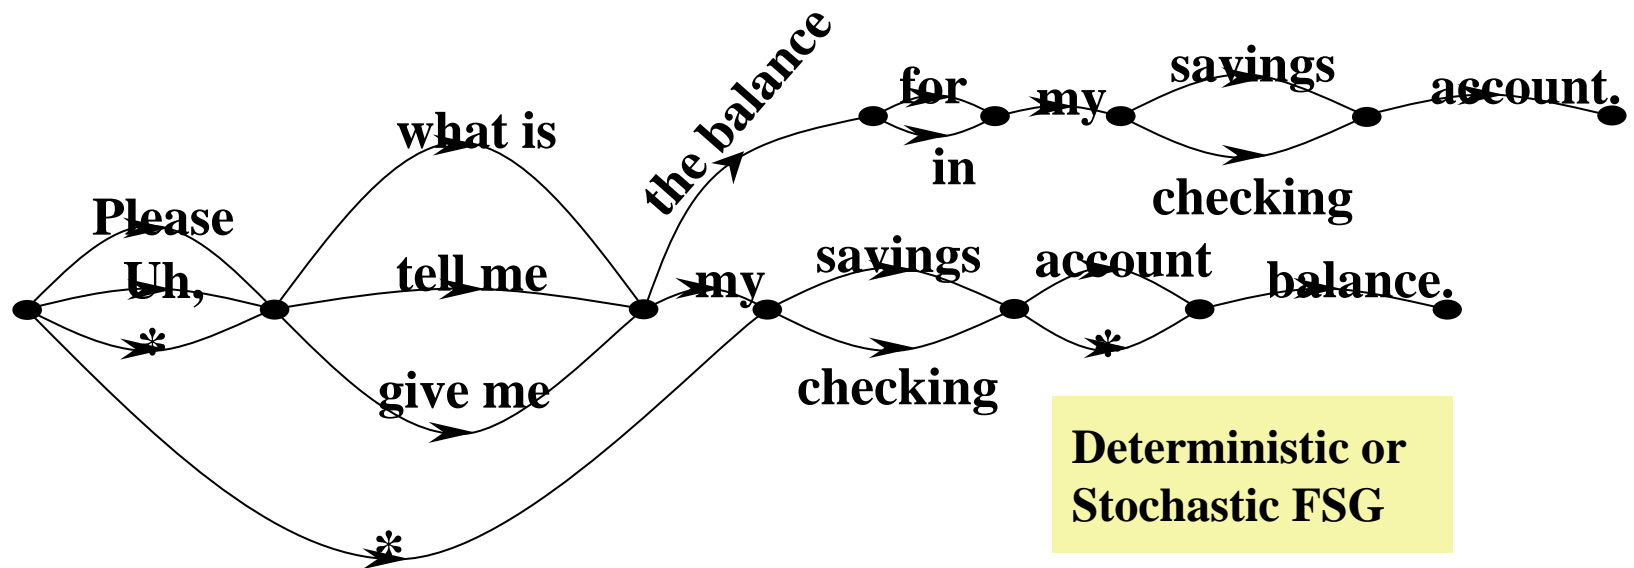 the balance
for
my
savings
account.
in
checking
what is
Please
Uh,
*
tell me
give me
my
savings
account
balance.
*
checking
*
Deterministic or
Stochastic FSG